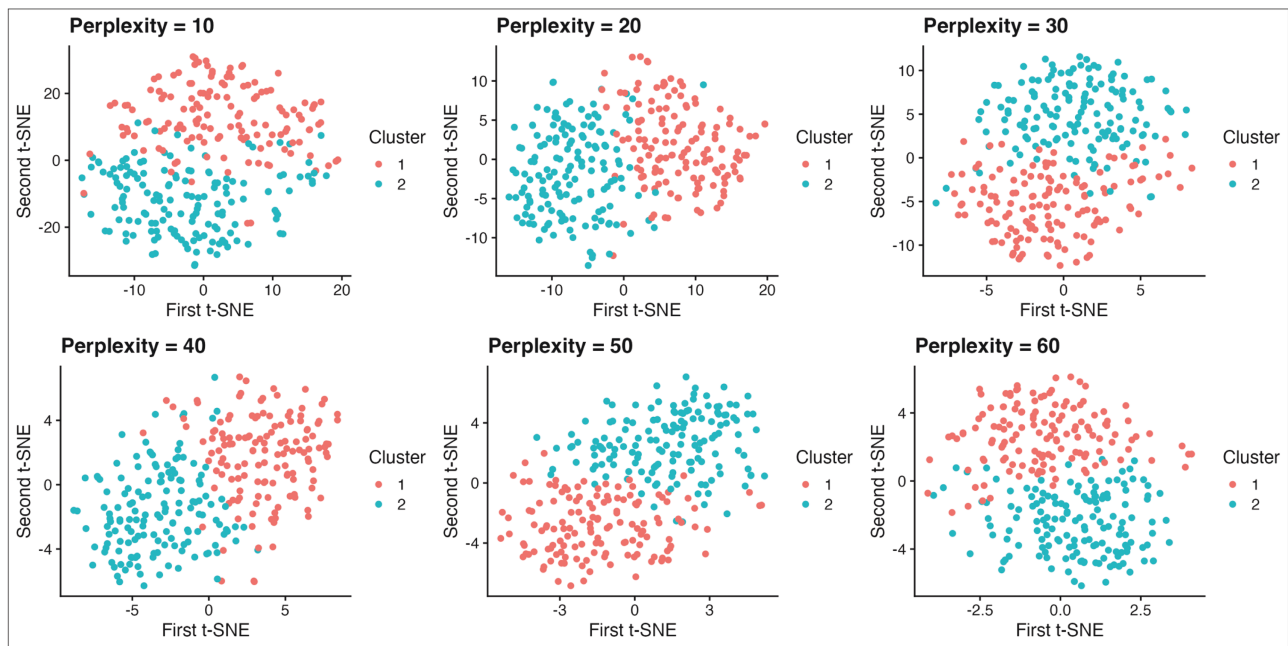 Perplexity = 10
20
0
-20
Second t-SNE
-10
0
10
20
First t-SNE
Cluster
1
2
Perplexity = 20
10
5
0
-5
-10
Second t-SNE
-10
0
10
20
First t-SNE
Cluster
1
2
Perplexity = 30
10
5
0
-5
-10
Second t-SNE
-5
0
5
First t-SNE
Cluster
1
2
Perplexity = 40
4
0
-4
Second t-SNE
-5
0
5
First t-SNE
Cluster
1
2
Perplexity = 50
4
0
-4
Second t-SNE
-3
0
3
First t-SNE
Cluster
1
2
Perplexity = 60
4
0
-4
Second t-SNE
-2.5
0.0
2.5
First t-SNE
Cluster
1
2